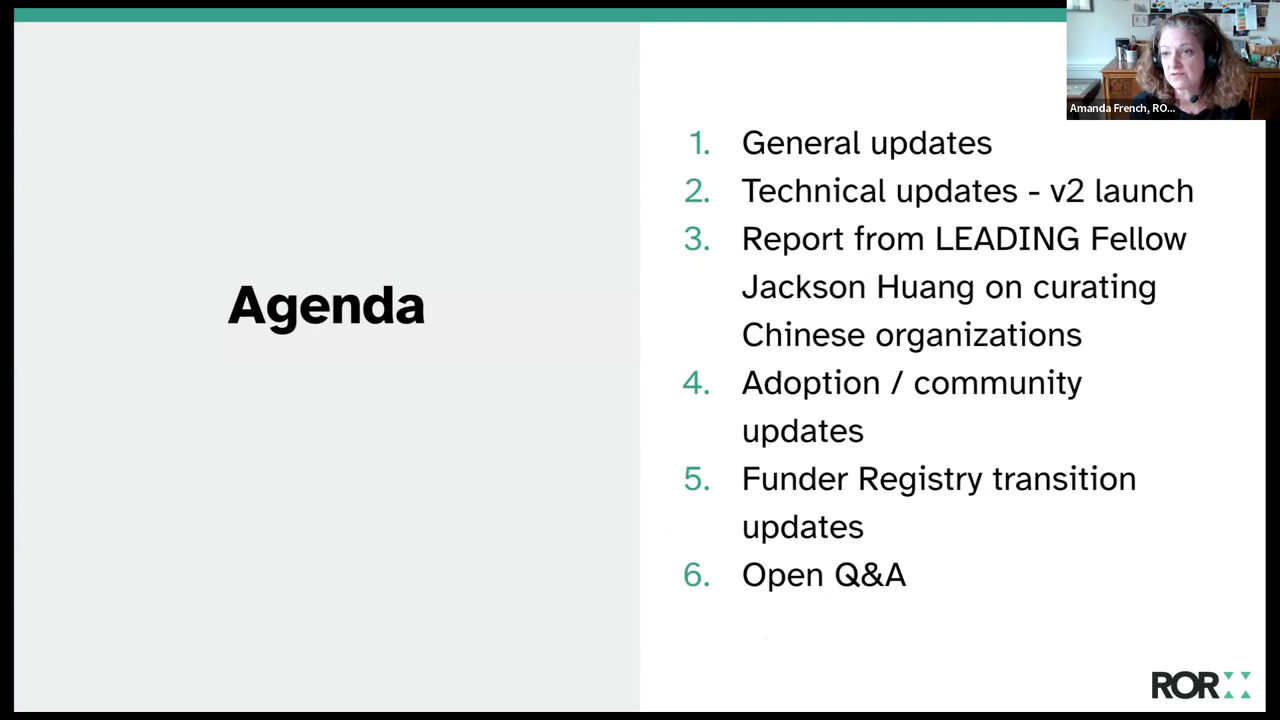 Amanda French, RO...
Agenda
1. General updates
2. Technical updates - v2 launch
3. Report from LEADING Fellow
Jackson Huang on curating
Chinese organizations
4. Adoption / community
updates
5. Funder Registry transition
updates
6. Open Q&A
ROR